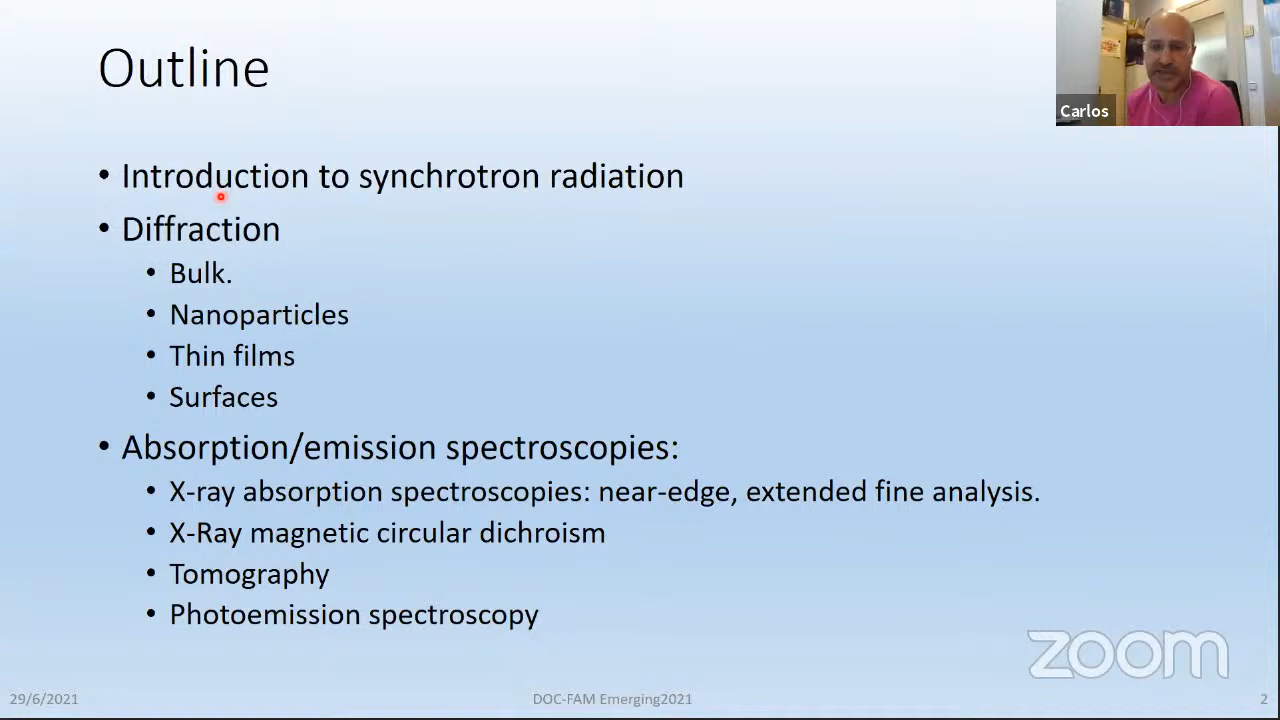 Outline
Carlos
• Introduction to synchrotron radiation
• Diffraction
• Bulk.
• Nanoparticles
• Thin films
• Surfaces
• Absorption/emission spectroscopies:
• X-ray absorption spectroscopies: near-edge, extended fine analysis.
• X-Ray magnetic circular dichroism
• Tomography
• Photoemission spectroscopy
zoom
29/6/2021
DOC-FAM Emerging2021
2